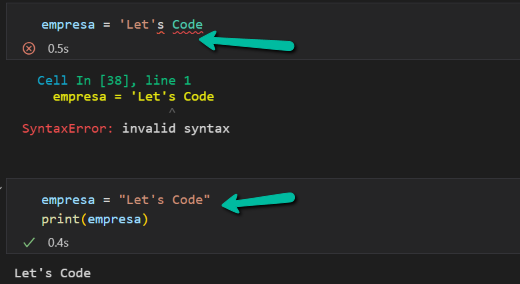 empresa = 'Let's Code
0.5s
Cell In [38], line 1
empresa = 'Let's Code
^
SyntaxError: invalid syntax
empresa = "Let's Code"
print(empresa)
0.4s
Let's Code